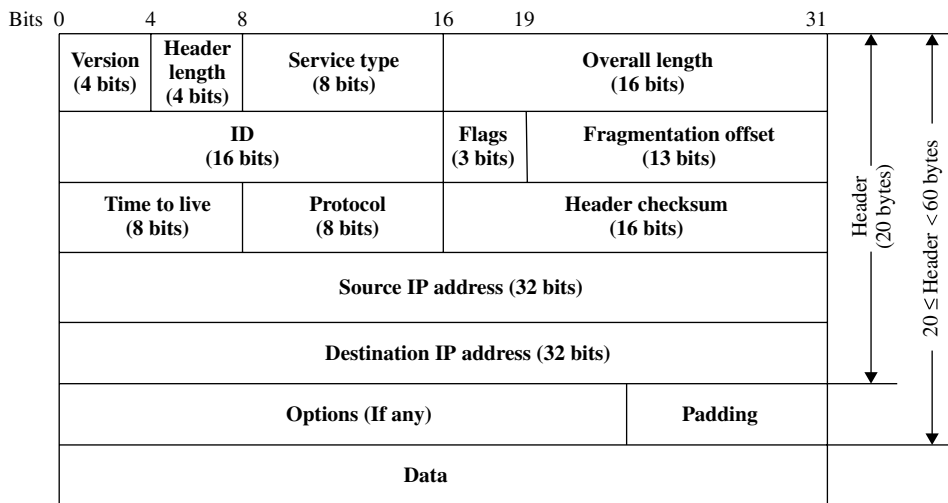 Bits 0 4 8 16 19 31
Version
(4 bits)
Header
length
(4 bits)
Service type
(8 bits)
Overall length
(16 bits)
ID
(16 bits)
Flags
(3 bits)
Fragmentation offset
(13 bits)
Time to live
(8 bits)
Protocol
(8 bits)
Header checksum
(16 bits)
Source IP address (32 bits)
Destination IP address (32 bits)
Options (If any)
Padding
Data
Header
(20 bytes)
20 ≤ Header < 60 bytes